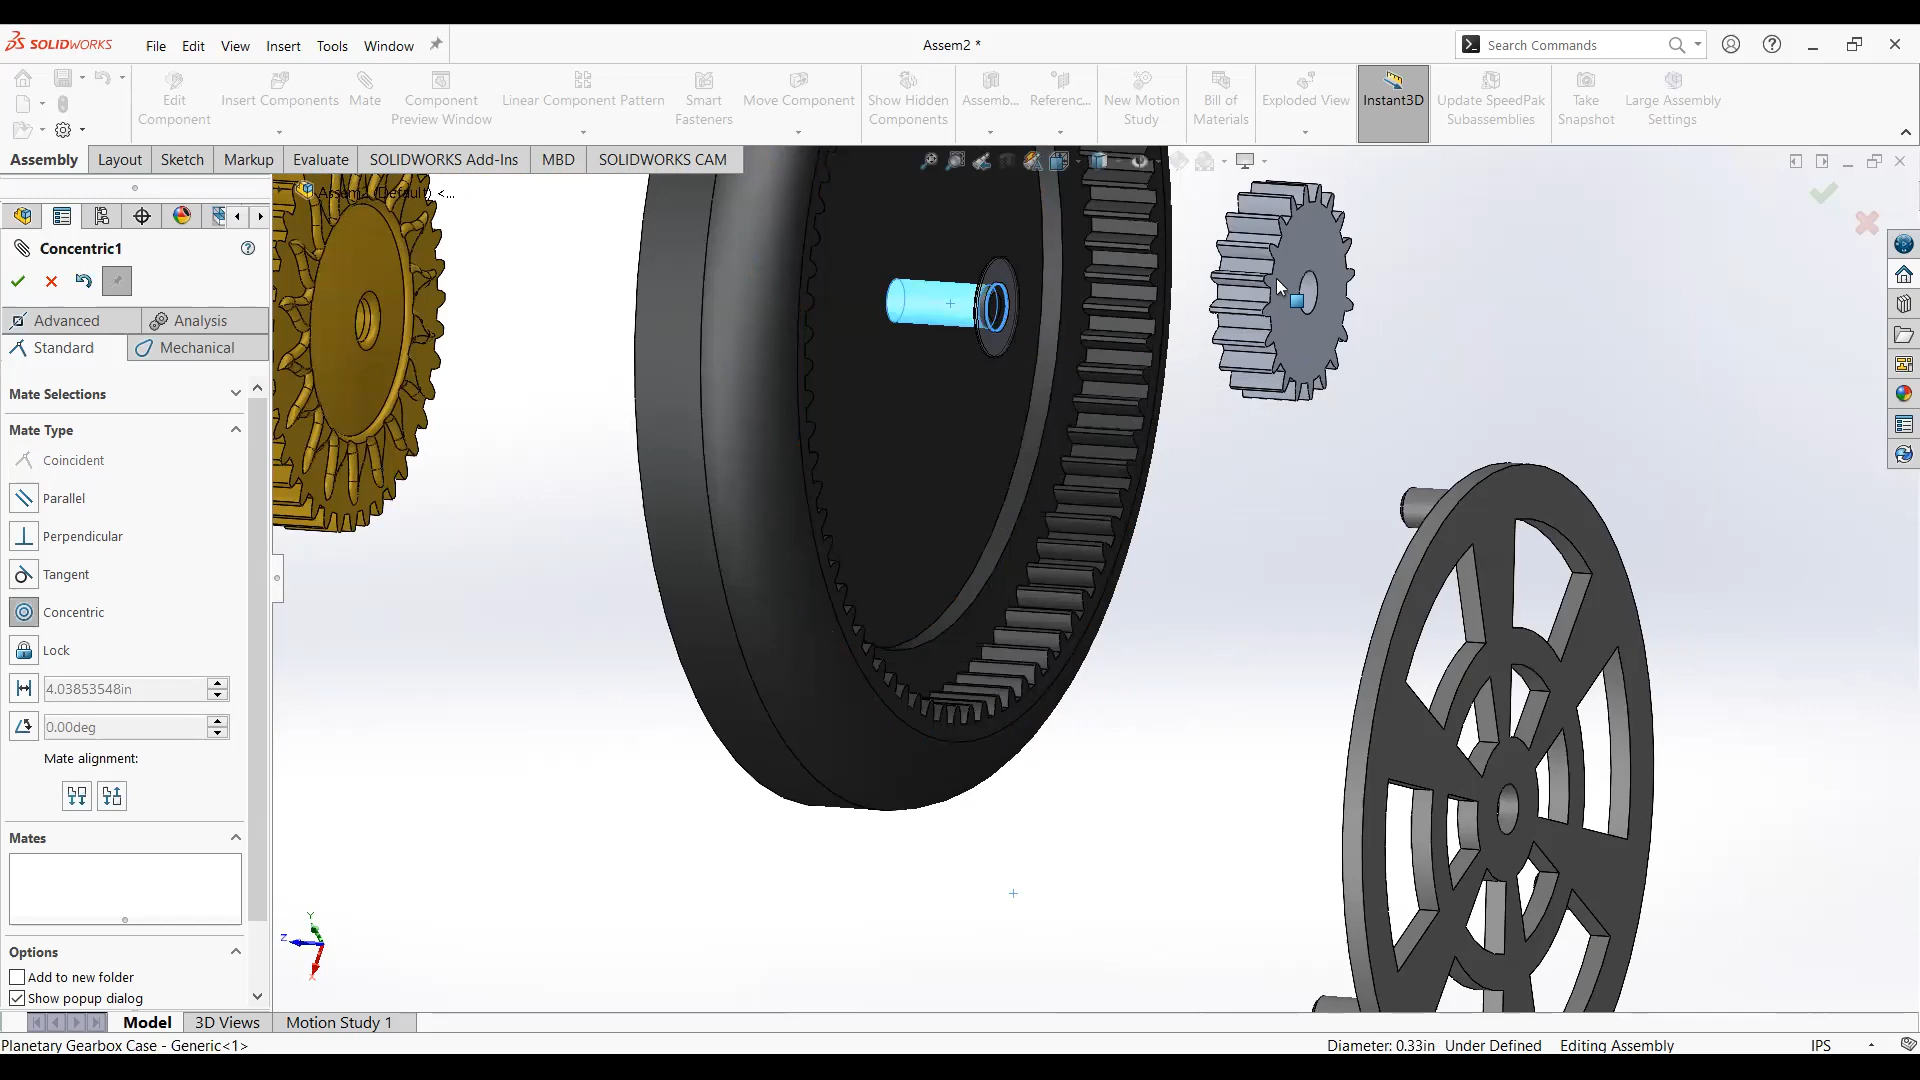 SOLIDWORKS
File Edit View Insert Tools Window
Assem2 *
Search Commands
Edit Component
Insert Components
Mate
Component Preview Window
Linear Component Pattern
Smart Fasteners
Move Component
Show Hidden Components
Assemb...
Referenc...
New Motion Study
Bill of Materials
Exploded View
Instant3D
Update SpeedPak Subassemblies
Take Snapshot
Large Assembly Settings
Assembly Layout Sketch Markup Evaluate SOLIDWORKS Add-Ins MBD SOLIDWORKS CAM
Assem2 (Default) <...
Concentric1
Advanced Analysis
Standard Mechanical
Mate Selections
Mate Type
Coincident
Parallel
Perpendicular
Tangent
Concentric
Lock
4.03853548in
0.00deg
Mate alignment:
Mates
Options
Add to new folder
Show popup dialog
Y
Z
X
Model 3D Views Motion Study 1
Planetary Gearbox Case - Generic<1>
Diameter: 0.33in Under Defined Editing Assembly IPS